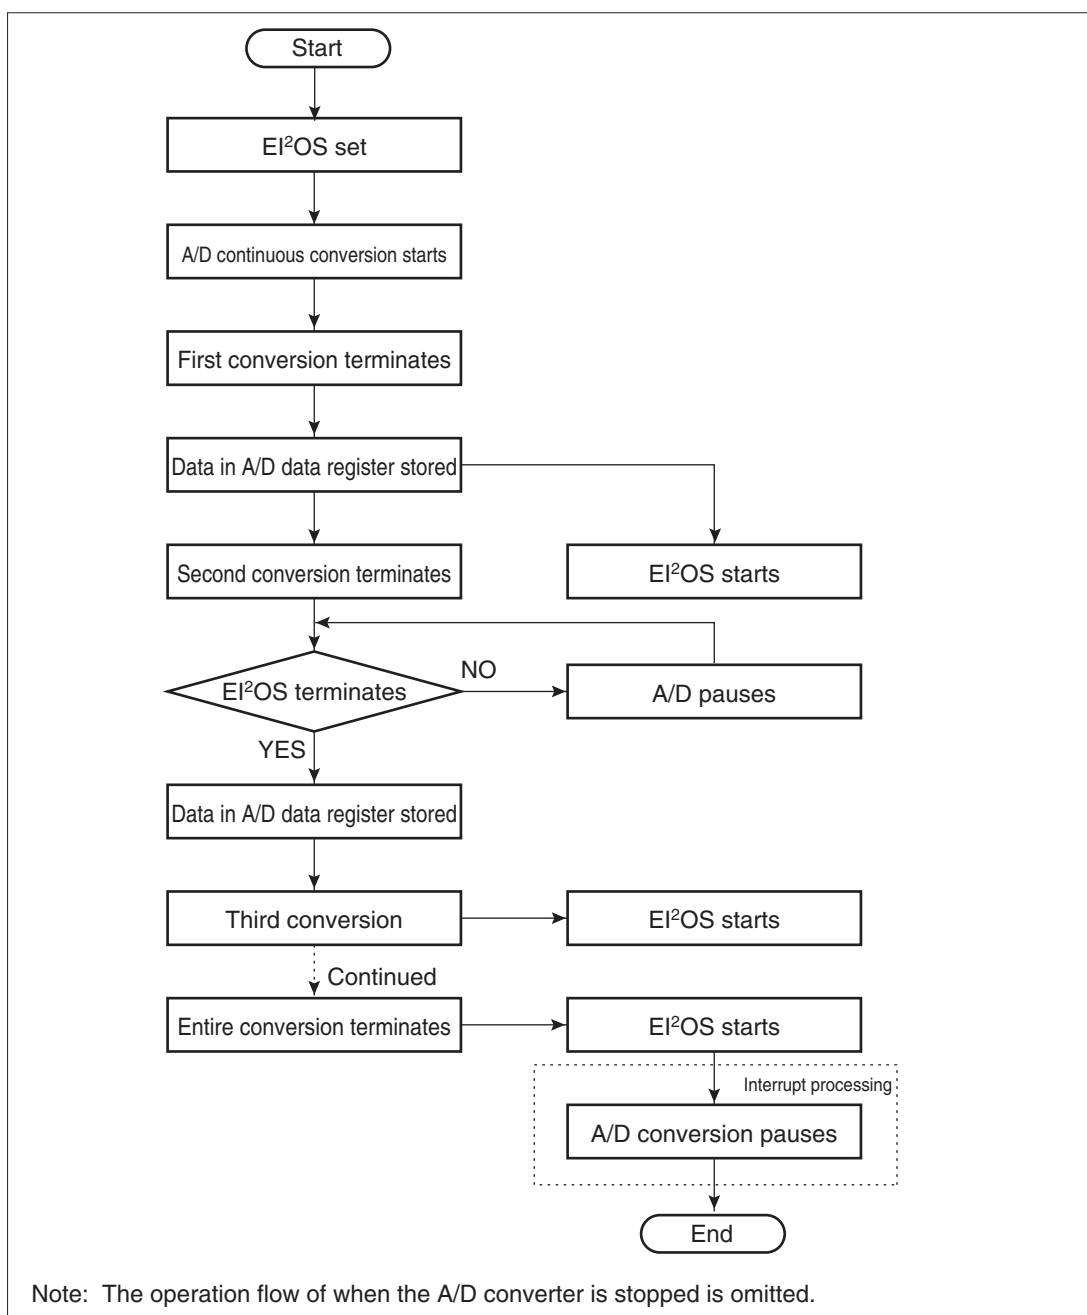 Start
EI²OS set
A/D continuous conversion starts
First conversion terminates
Data in A/D data register stored
Second conversion terminates
EI²OS starts
EI²OS terminates
NO
A/D pauses
YES
Data in A/D data register stored
Third conversion
EI²OS starts
Continued
Entire conversion terminates
EI²OS starts
Interrupt processing
A/D conversion pauses
End
Note: The operation flow of when the A/D converter is stopped is omitted.